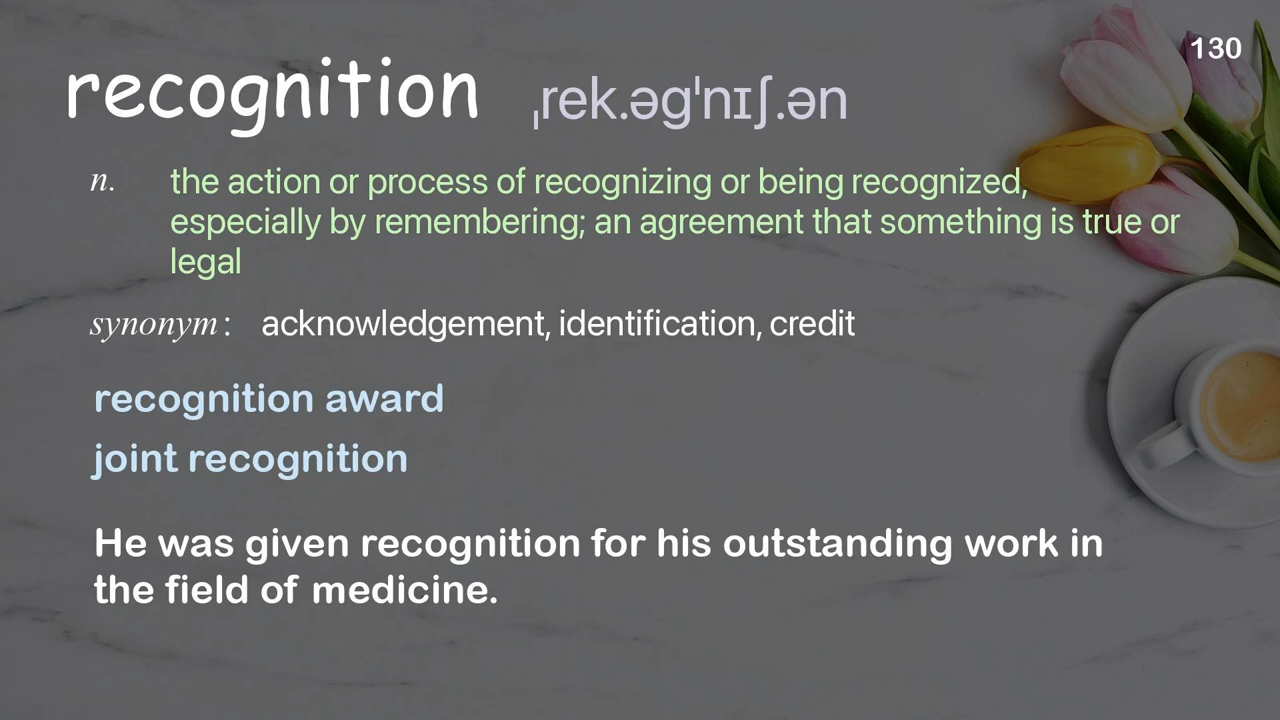 130
recognition ˌrek.əgˈnɪʃ.ən
n. the action or process of recognizing or being recognized,
especially by remembering; an agreement that something is true or
legal
synonym: acknowledgement, identification, credit
recognition award
joint recognition
He was given recognition for his outstanding work in
the field of medicine.